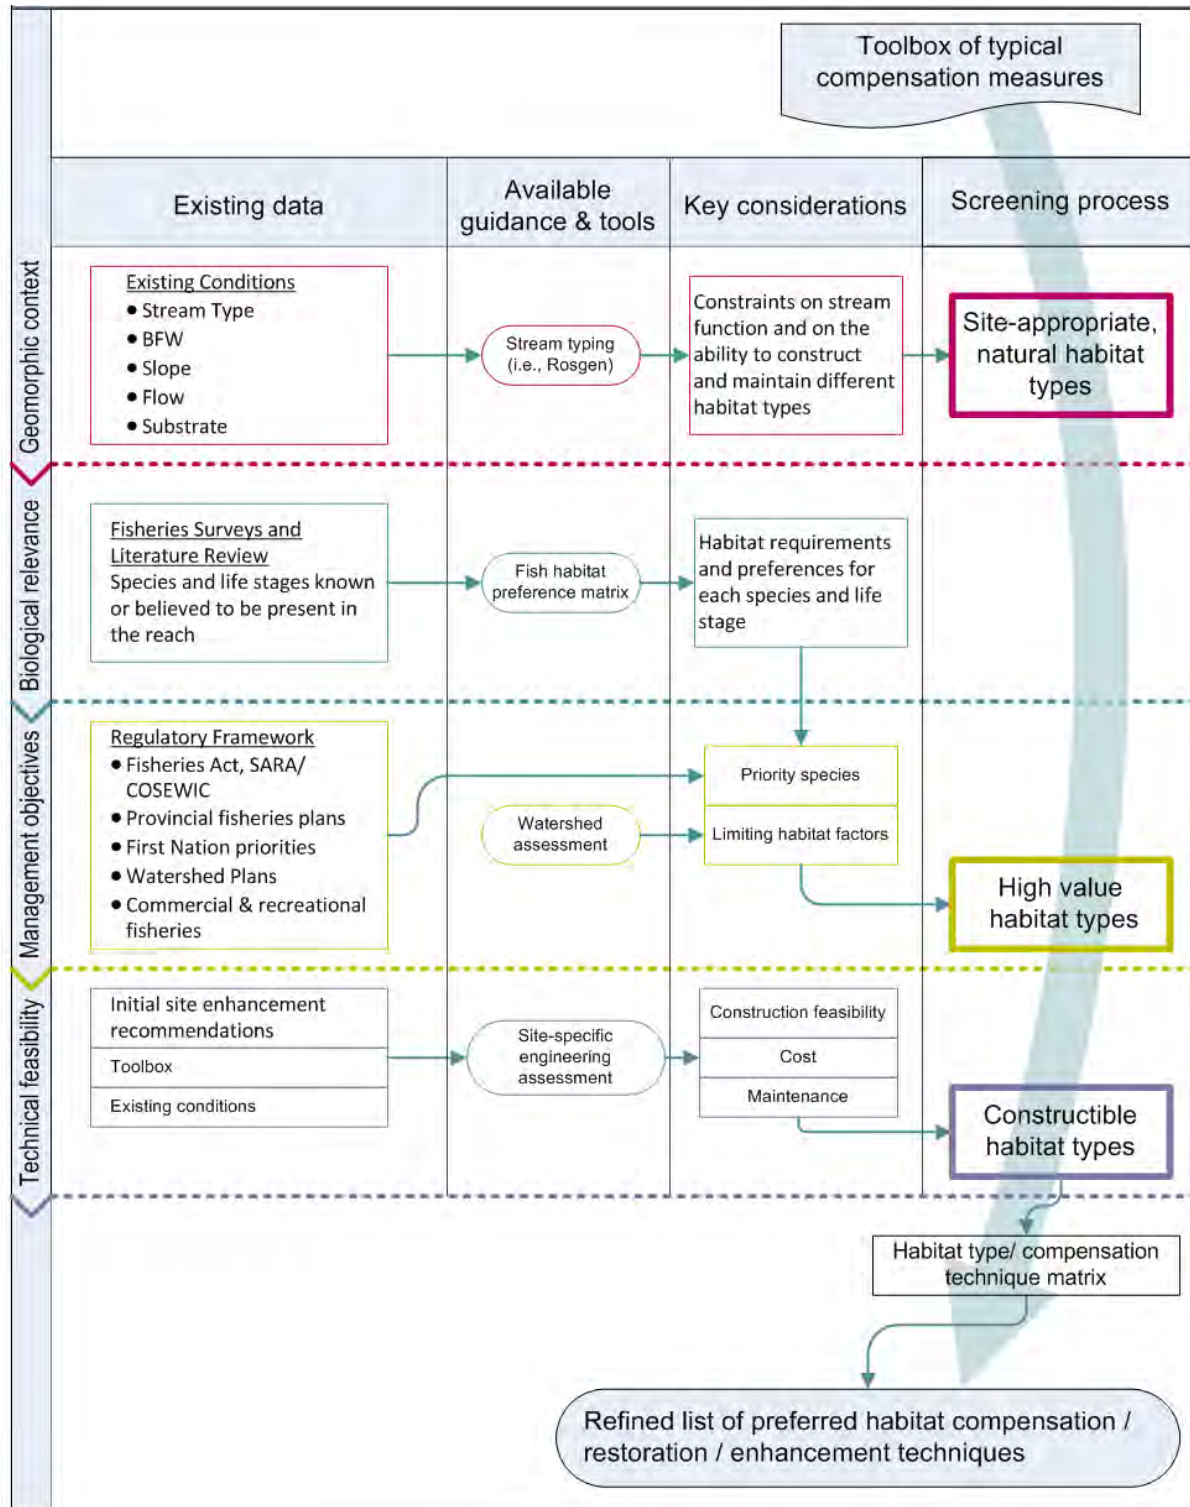 Toolbox of typical
compensation measures
Existing data
Available
guidance & tools
Key considerations
Screening process
Geomorphic context
Existing Conditions
● Stream Type
● BFW
● Slope
● Flow
● Substrate
Stream typing
(i.e., Rosgen)
Constraints on stream
function and on the
ability to construct
and maintain different
habitat types
Site-appropriate,
natural habitat
types
Biological relevance
Fisheries Surveys and
Literature Review
Species and life stages known
or believed to be present in
the reach
Fish habitat
preference matrix
Habitat requirements
and preferences for
each species and life
stage
Management objectives
Regulatory Framework
● Fisheries Act, SARA/
COSEWIC
● Provincial fisheries plans
● First Nation priorities
● Watershed Plans
● Commercial & recreational
fisheries
Watershed
assessment
Priority species
Limiting habitat factors
High value
habitat types
Technical feasibility
Initial site enhancement
recommendations
Toolbox
Existing conditions
Site-specific
engineering
assessment
Construction feasibility
Cost
Maintenance
Constructible
habitat types
Habitat type/ compensation
technique matrix
Refined list of preferred habitat compensation /
restoration / enhancement techniques